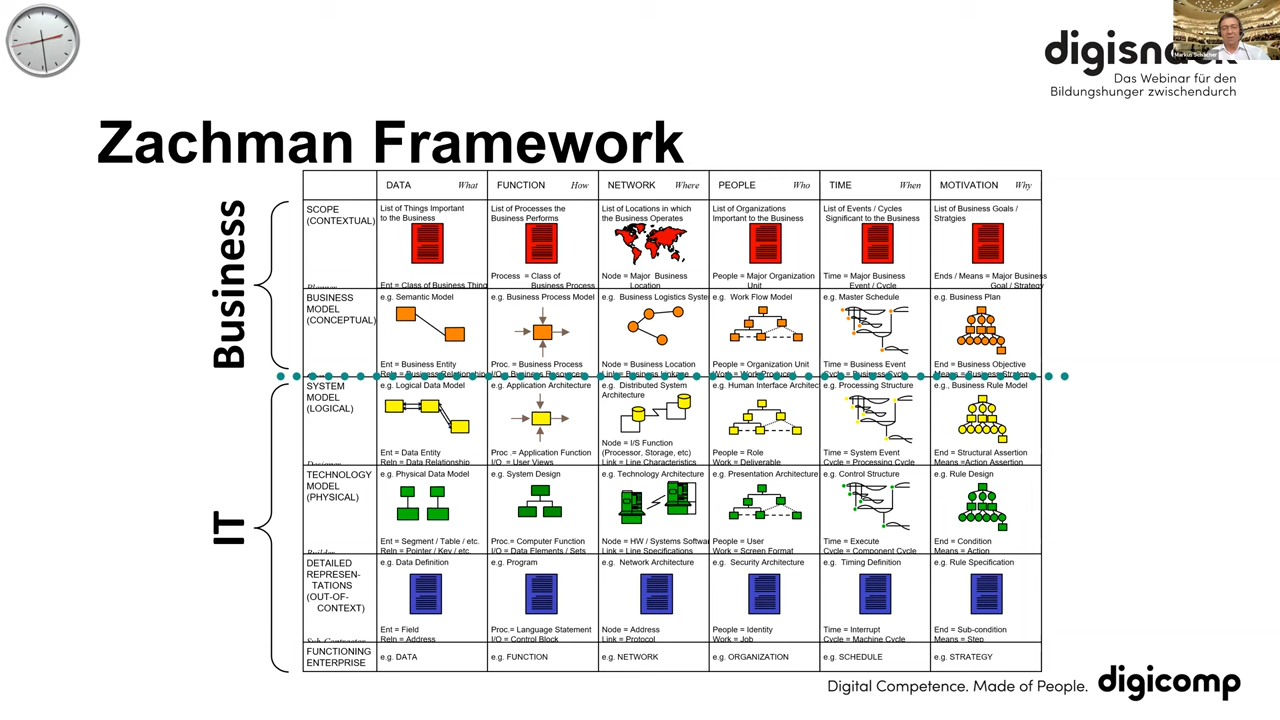 digisnack
Markus Schacher
Das Webinar für den
Bildungshunger zwischendurch
Zachman Framework
Business
IT
DATA What
FUNCTION How
NETWORK Where
PEOPLE Who
TIME When
MOTIVATION Why
SCOPE
(CONTEXTUAL)
Planner
List of Things Important
to the Business
Ent = Class of Business Thing
List of Processes the
Business Performs
Process = Class of
Business Process
List of Locations in which
the Business Operates
Node = Major Business
Location
List of Organizations
Important to the Business
People = Major Organization
Unit
List of Events / Cycles
Significant to the Business
Time = Major Business
Event / Cycle
List of Business Goals /
Stratgies
Ends / Means = Major Business
Goal / Strategy
BUSINESS
MODEL
(CONCEPTUAL)
e.g. Semantic Model
Ent = Business Entity
Reln = Business Relationship
e.g. Business Process Model
Proc. = Business Process
I/O = Business Resources
e.g. Business Logistics Syste
Node = Business Location
Link = Business Linkage
e.g. Work Flow Model
People = Organization Unit
Work = Work Produced
e.g. Master Schedule
Time = Business Event
Cycle = Business Cycle
e.g. Business Plan
End = Business Objective
Means = Business Strategy
SYSTEM
MODEL
(LOGICAL)
Designer
e.g. Logical Data Model
Ent = Data Entity
Reln = Data Relationship
e.g. Application Architecture
Proc .= Application Function
I/O = User Views
e.g. Distributed System
Architecture
Node = I/S Function
(Processor, Storage, etc)
Link = Line Characteristics
e.g. Human Interface Architec
People = Role
Work = Deliverable
e.g. Processing Structure
Time = System Event
Cycle = Processing Cycle
e.g., Business Rule Model
End = Structural Assertion
Means =Action Assertion
TECHNOLOGY
MODEL
(PHYSICAL)
Builder
e.g. Physical Data Model
Ent = Segment / Table / etc.
Reln = Pointer / Key / etc.
e.g. System Design
Proc.= Computer Function
I/O = Data Elements / Sets
e.g. Technology Architecture
Node = HW / Systems Softwar
Link = Line Specifications
e.g. Presentation Architecture
People = User
Work = Screen Format
e.g. Control Structure
Time = Execute
Cycle = Component Cycle
e.g. Rule Design
End = Condition
Means = Action
DETAILED
REPRESEN-
TATIONS
(OUT-OF-
CONTEXT)
Sub-Contractor
e.g. Data Definition
Ent = Field
Reln = Address
e.g. Program
Proc.= Language Statement
I/O = Control Block
e.g. Network Architecture
Node = Address
Link = Protocol
e.g. Security Architecture
People = Identity
Work = Job
e.g. Timing Definition
Time = Interrupt
Cycle = Machine Cycle
e.g. Rule Specification
End = Sub-condition
Means = Step
FUNCTIONING
ENTERPRISE
e.g. DATA
e.g. FUNCTION
e.g. NETWORK
e.g. ORGANIZATION
e.g. SCHEDULE
e.g. STRATEGY
Digital Competence. Made of People.
digicomp